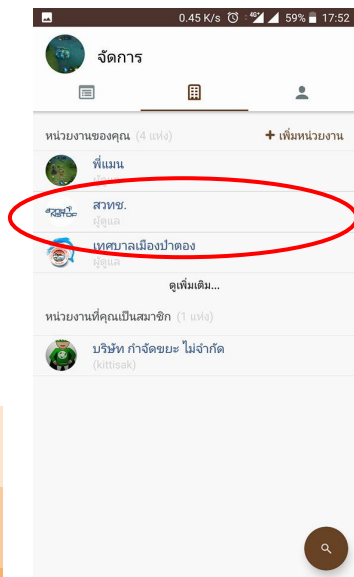 0.45 K/s 4G 59% 17:52
จัดการ
หน่วยงานของคุณ (4 แห่ง) + เพิ่มหน่วยงาน
พี่แมน
ผู้ดูแล
สวทช.
ผู้ดูแล
เทศบาลเมืองป่าตอง
ผู้ดูแล
ดูเพิ่มเติม...
หน่วยงานที่คุณเป็นสมาชิก (1 แห่ง)
บริษัท กำจัดขยะ ไม่จำกัด
(kittisak)